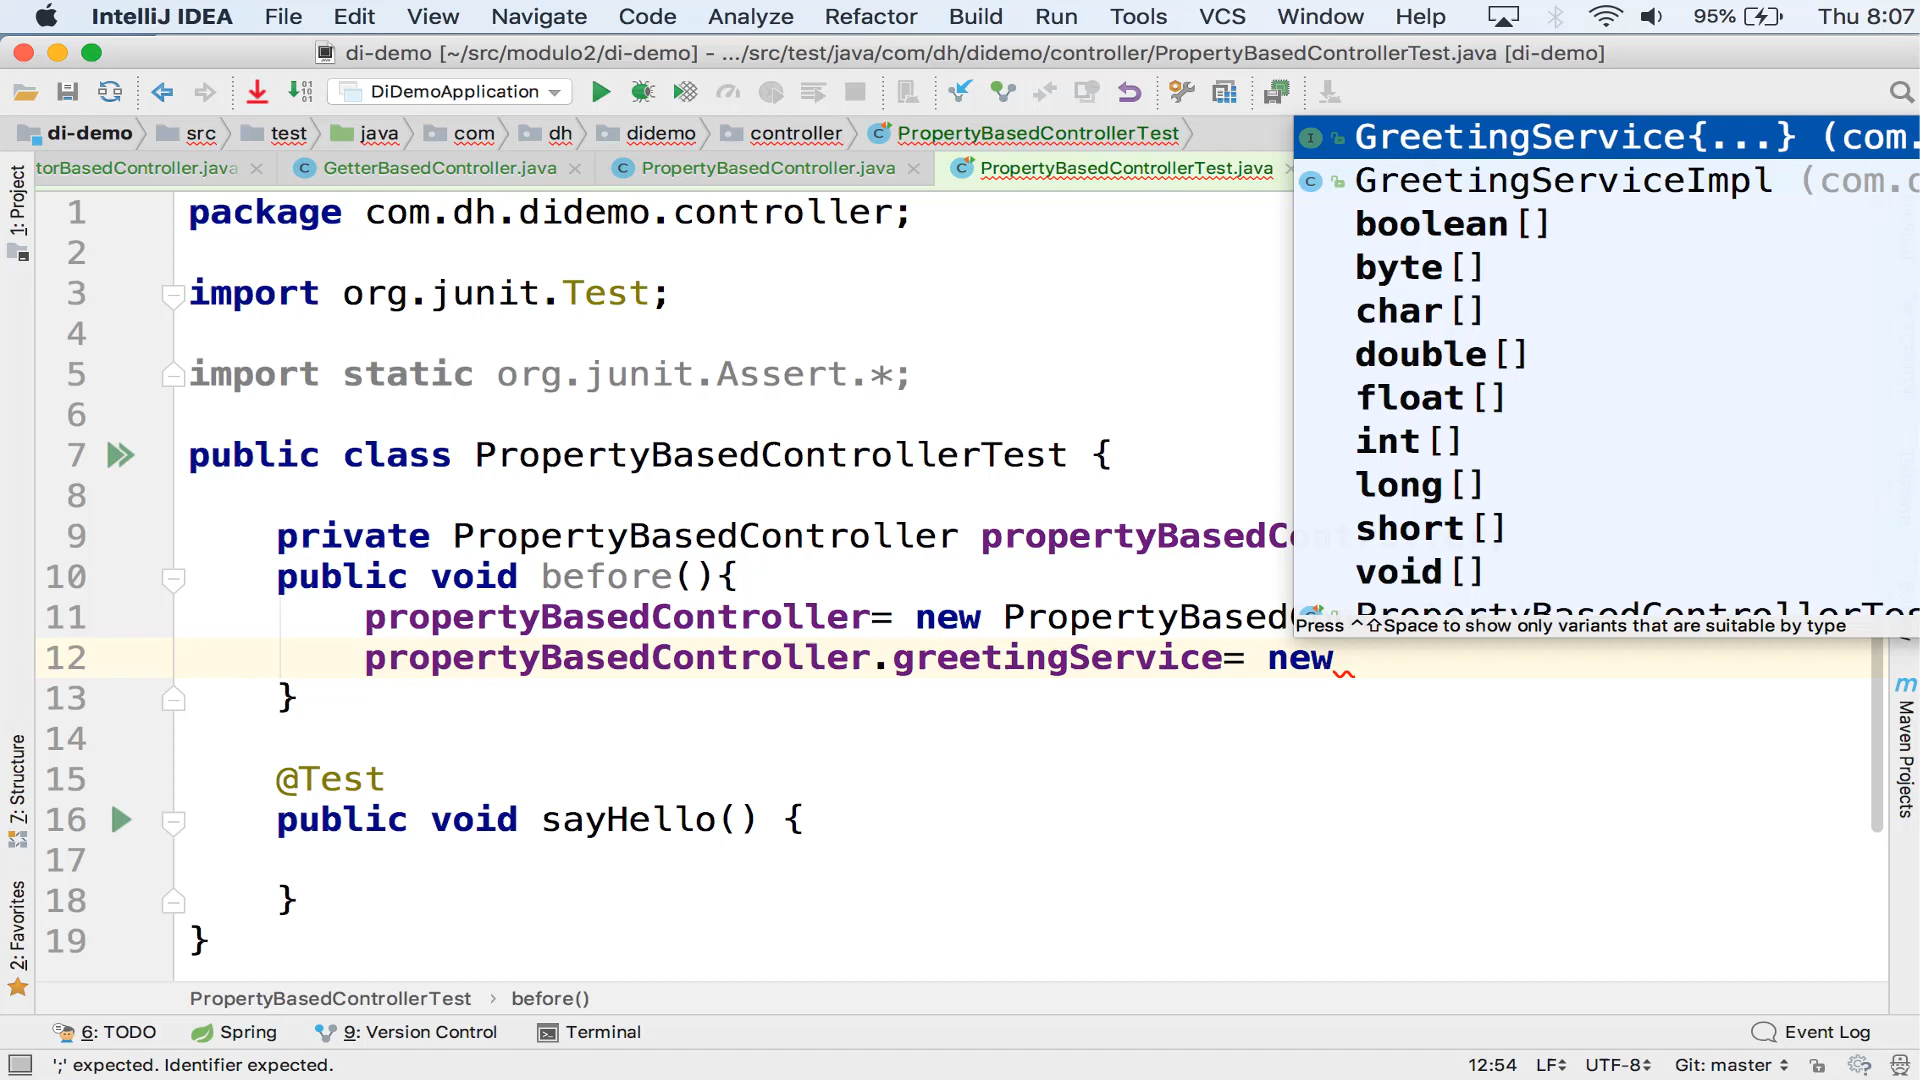 IntelliJ IDEA File Edit View Navigate Code Analyze Refactor Build Run Tools VCS Window Help 95% Thu 8:07
di-demo [~/src/modulo2/di-demo] - .../src/test/java/com/dh/didemo/controller/PropertyBasedControllerTest.java [di-demo]
DiDemoApplication
di-demo src test java com dh didemo controller PropertyBasedControllerTest
torBasedController.java GetterBasedController.java PropertyBasedController.java PropertyBasedControllerTest.java
1 package com.dh.didemo.controller;
2
3 import org.junit.Test;
4
5 import static org.junit.Assert.*;
6
7 public class PropertyBasedControllerTest {
8
9 private PropertyBasedController propertyBasedC
10 public void before(){
11 propertyBasedController= new PropertyBased
12 propertyBasedController.greetingService= new
13 }
14
15 @Test
16 public void sayHello() {
17
18 }
19 }
GreetingService{...} (com.
GreetingServiceImpl (com.d
boolean[]
byte[]
char[]
double[]
float[]
int[]
long[]
short[]
void[]
PropertyBasedControllerTes
Press ^⇧Space to show only variants that are suitable by type
1: Project
7: Structure
2: Favorites
Maven Projects
PropertyBasedControllerTest › before()
6: TODO Spring 9: Version Control Terminal Event Log
';' expected. Identifier expected. 12:54 LF UTF-8 Git: master